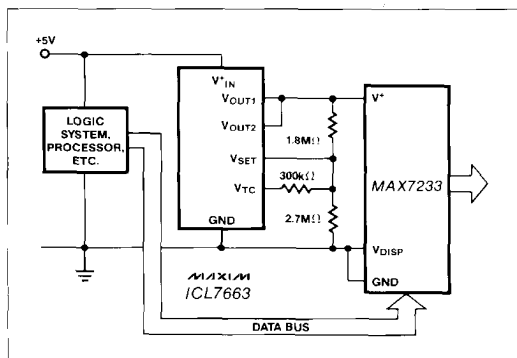 +5V
V⁺IN
VOUT1
VOUT2
VSET
VTC
GND
LOGIC
SYSTEM,
PROCESSOR,
ETC.
1.8MΩ
300kΩ
2.7MΩ
V⁺
MAX7233
VDISP
GND
MAXIM
ICL7663
DATA BUS